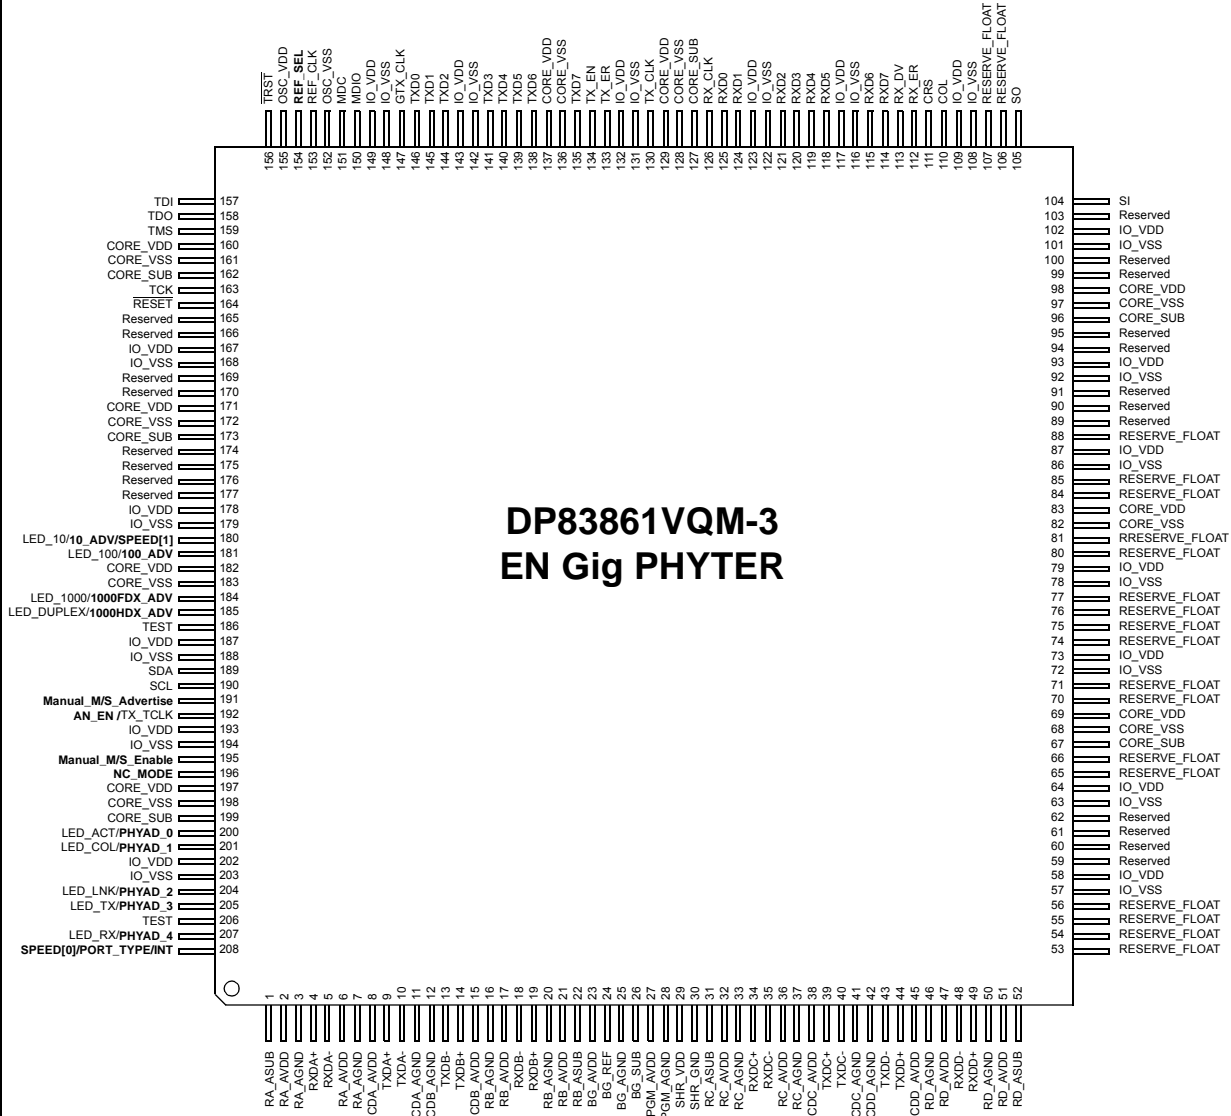 TRST
OSC_VDD
REF_SEL
REF_CLK
OSC_VSS
MDC
MDIO
IO_VDD
IO_VSS
GTX_CLK
TXD0
TXD1
TXD2
IO_VDD
IO_VSS
TXD3
TXD4
TXD5
TXD6
CORE_VDD
CORE_VSS
TXD7
TX_EN
TX_ER
IO_VDD
IO_VSS
TX_CLK
CORE_VDD
CORE_VSS
CORE_SUB
RX_CLK
RXD0
RXD1
IO_VDD
IO_VSS
RXD2
RXD3
RXD4
RXD5
IO_VDD
IO_VSS
RXD6
RXD7
RX_DV
RX_ER
CRS
COL
IO_VDD
IO_VSS
RESERVE_FLOAT
RESERVE_FLOAT
SO
156
155
154
153
152
151
150
149
148
147
146
145
144
143
142
141
140
139
138
137
136
135
134
133
132
131
130
129
128
127
126
125
124
123
122
121
120
119
118
117
116
115
114
113
112
111
110
109
108
107
106
105
TDI 157
TDO 158
TMS 159
CORE_VDD 160
CORE_VSS 161
CORE_SUB 162
TCK 163
RESET 164
Reserved 165
Reserved 166
IO_VDD 167
IO_VSS 168
Reserved 169
Reserved 170
CORE_VDD 171
CORE_VSS 172
CORE_SUB 173
Reserved 174
Reserved 175
Reserved 176
Reserved 177
IO_VDD 178
IO_VSS 179
LED_10/10_ADV/SPEED[1] 180
LED_100/100_ADV 181
CORE_VDD 182
CORE_VSS 183
LED_1000/1000FDX_ADV 184
LED_DUPLEX/1000HDX_ADV 185
TEST 186
IO_VDD 187
IO_VSS 188
SDA 189
SCL 190
Manual_M/S_Advertise 191
AN_EN /TX_TCLK 192
IO_VDD 193
IO_VSS 194
Manual_M/S_Enable 195
NC_MODE 196
CORE_VDD 197
CORE_VSS 198
CORE_SUB 199
LED_ACT/PHYAD_0 200
LED_COL/PHYAD_1 201
IO_VDD 202
IO_VSS 203
LED_LNK/PHYAD_2 204
LED_TX/PHYAD_3 205
TEST 206
LED_RX/PHYAD_4 207
SPEED[0]/PORT_TYPE/INT 208
DP83861VQM-3
EN Gig PHYTER
104 SI
103 Reserved
102 IO_VDD
101 IO_VSS
100 Reserved
99 Reserved
98 CORE_VDD
97 CORE_VSS
96 CORE_SUB
95 Reserved
94 Reserved
93 IO_VDD
92 IO_VSS
91 Reserved
90 Reserved
89 Reserved
88 RESERVE_FLOAT
87 IO_VDD
86 IO_VSS
85 RESERVE_FLOAT
84 RESERVE_FLOAT
83 CORE_VDD
82 CORE_VSS
81 RRESERVE_FLOAT
80 RESERVE_FLOAT
79 IO_VDD
78 IO_VSS
77 RESERVE_FLOAT
76 RESERVE_FLOAT
75 RESERVE_FLOAT
74 RESERVE_FLOAT
73 IO_VDD
72 IO_VSS
71 RESERVE_FLOAT
70 RESERVE_FLOAT
69 CORE_VDD
68 CORE_VSS
67 CORE_SUB
66 RESERVE_FLOAT
65 RESERVE_FLOAT
64 IO_VDD
63 IO_VSS
62 Reserved
61 Reserved
60 Reserved
59 Reserved
58 IO_VDD
57 IO_VSS
56 RESERVE_FLOAT
55 RESERVE_FLOAT
54 RESERVE_FLOAT
53 RESERVE_FLOAT
1
2
3
4
5
6
7
8
9
10
11
12
13
14
15
16
17
18
19
20
21
22
23
24
25
26
27
28
29
30
31
32
33
34
35
36
37
38
39
40
41
42
43
44
45
46
47
48
49
50
51
52
RA_ASUB
RA_AVDD
RA_AGND
RXDA+
RXDA-
RA_AVDD
RA_AGND
CDA_AVDD
TXDA+
TXDA-
CDA_AGND
CDB_AGND
TXDB-
TXDB+
CDB_AVDD
RB_AGND
RB_AVDD
RXDB-
RXDB+
RB_AGND
RB_AVDD
RB_ASUB
BG_AVDD
BG_REF
BG_AGND
BG_SUB
PGM_AVDD
PGM_AGND
SHR_VDD
SHR_GND
RC_ASUB
RC_AVDD
RC_AGND
RXDC+
RXDC-
RC_AVDD
RC_AGND
CDC_AVDD
TXDC+
TXDC-
CDC_AGND
CDD_AGND
TXDD-
TXDD+
CDD_AVDD
RD_AGND
RD_AVDD
RXDD-
RXDD+
RD_AGND
RD_AVDD
RD_ASUB